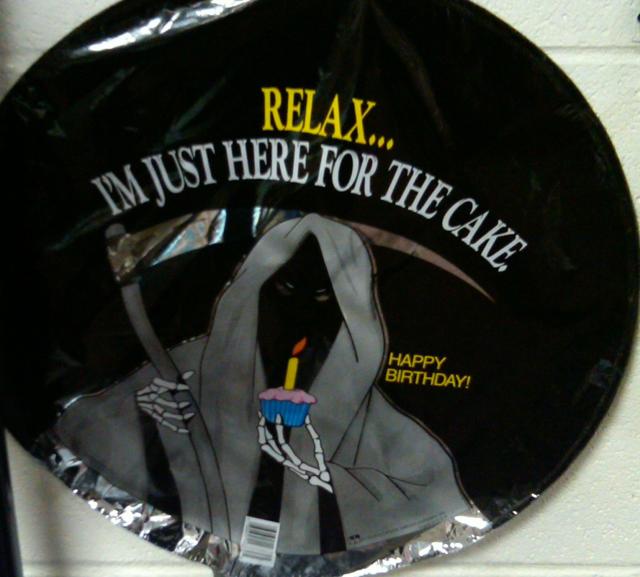 RELAX...
I'M JUST HERE FOR THE CAKE.
HAPPY
BIRTHDAY!